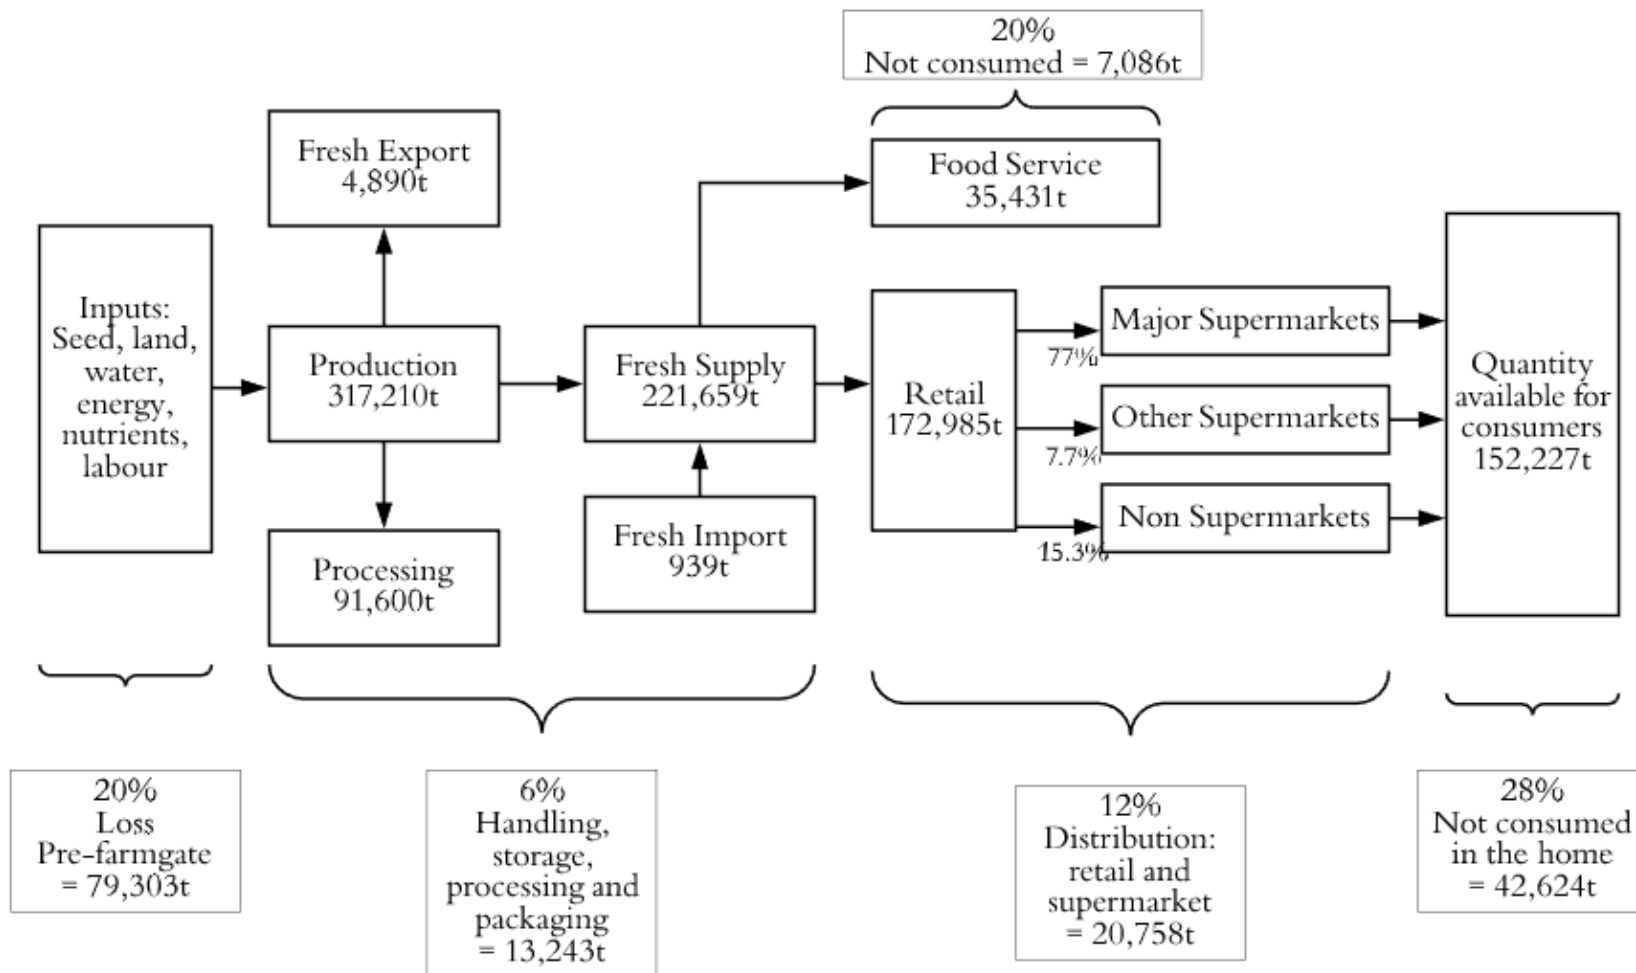 20%
Not consumed = 7,086t
Fresh Export
4,890t
Food Service
35,431t
Inputs:
Seed, land,
water,
energy,
nutrients,
labour
Production
317,210t
Fresh Supply
221,659t
Retail
172,985t
77%
Major Supermarkets
7.7%
Other Supermarkets
15.3%
Non Supermarkets
Quantity
available for
consumers
152,227t
Processing
91,600t
Fresh Import
939t
20%
Loss
Pre-farmgate
= 79,303t
6%
Handling,
storage,
processing and
packaging
= 13,243t
12%
Distribution:
retail and
supermarket
= 20,758t
28%
Not consumed
in the home
= 42,624t